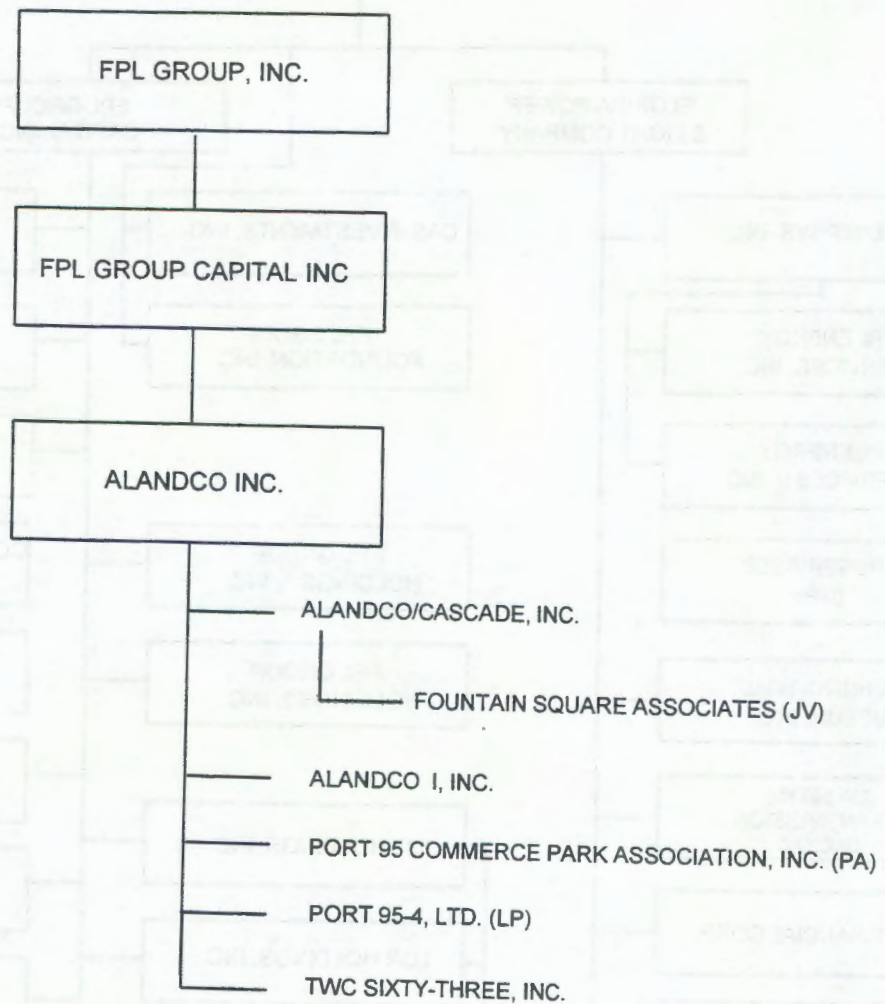 FPL GROUP, INC.
FPL GROUP CAPITAL INC
ALANDCO INC.
ALANDCO/CASCADE, INC.
FOUNTAIN SQUARE ASSOCIATES (JV)
ALANDCO I, INC.
PORT 95 COMMERCE PARK ASSOCIATION, INC. (PA)
PORT 95-4, LTD. (LP)
TWC SIXTY-THREE, INC.